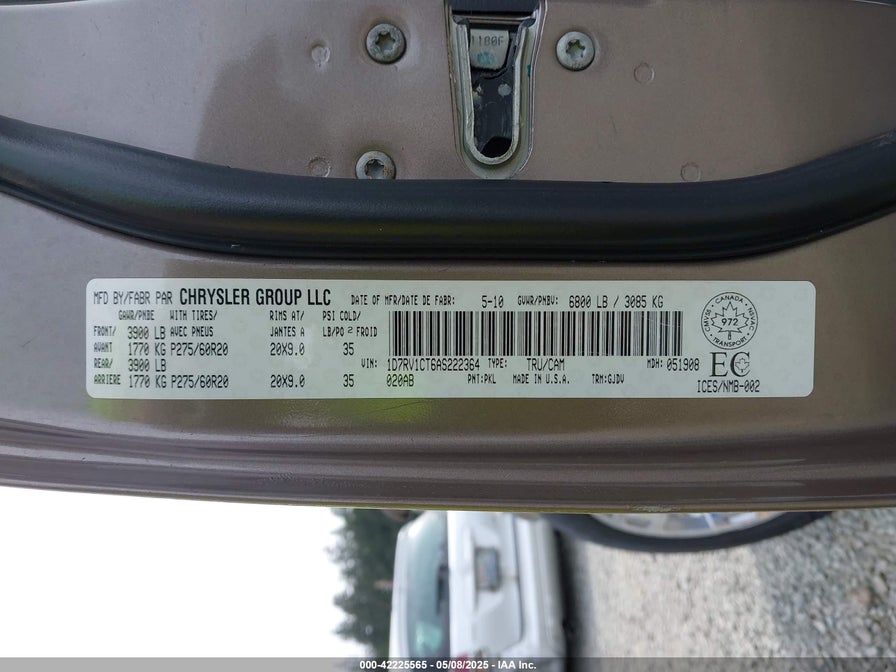 1180F
MFD BY/FABR PAR CHRYSLER GROUP LLC DATE OF MFR/DATE DE FABR: 5-10 GVWR/PNBV: 6800 LB / 3085 KG
GAWR/PNBE WITH TIRES/ RIMS AT/ PSI COLD/
FRONT/ 3900 LB AVEC PNEUS JANTES A LB/PO 2 FROID
AVANT 1770 KG P275/60R20 20X9.0 35
REAR/ 3900 LB
ARRIERE 1770 KG P275/60R20 20X9.0 35
VIN: 1D7RV1CT6AS222364 TYPE: TRU/CAM MDH: 051908
020AB PNT:PKL MADE IN U.S.A. TRM:GJDV
CANADA
CMVSS 972 NSVAC
TRANSPORT
EC
ICES/NMB-002
000-42225565 - 05/08/2025 - IAA Inc.